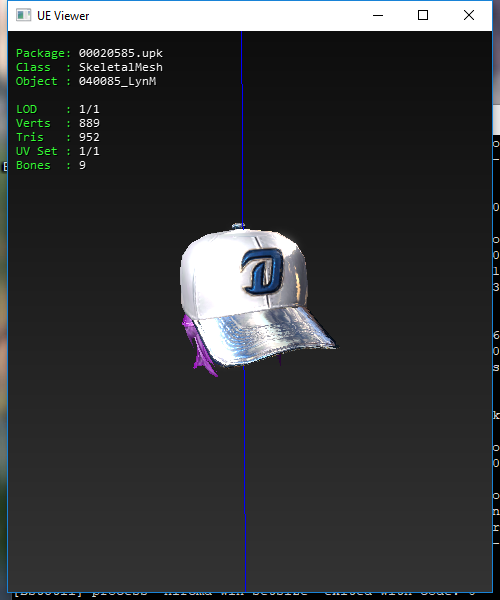 UE Viewer
Package: 00020585.upk
Class : SkeletalMesh
Object : 040085_LynM
LOD : 1/1
Verts : 889
Tris : 952
UV Set : 1/1
Bones : 9
D